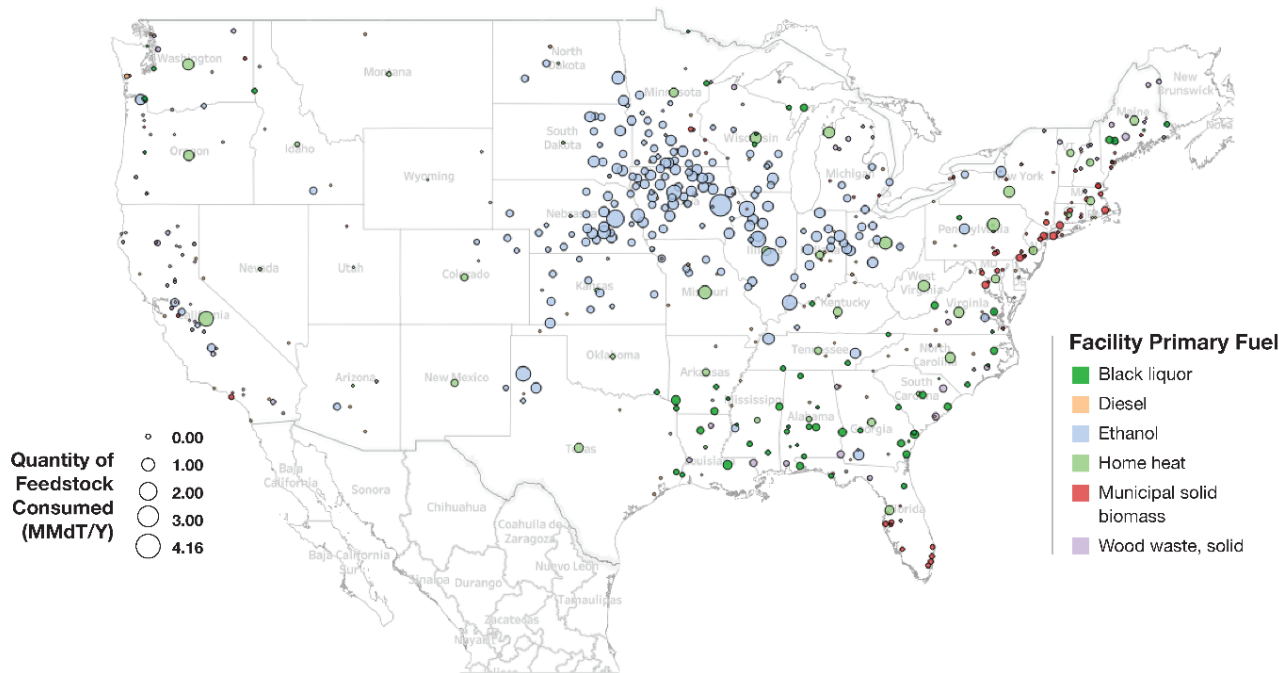 New
Brunswick
Washington
Montana
North
Dakota
Minnesota
Maine
Nova
Oregon
Idaho
South
Dakota
Wisconsin
VT
Wyoming
Michigan
New York
Nebraska
Pennsylvania
Nevada
Utah
Colorado
Kansas
Missouri
West
Virginia
Virginia
Kentucky
California
Oklahoma
Tennessee
North
Carolina
Arizona
New Mexico
Arkansas
South
Carolina
Mississippi
Alabama
Georgia
Texas
Louisiana
Florida
Baja
California
Sonora
Chihuahua
Coahuila de
Zaragoza
Baja California
Sur
Sinaloa
Durango
Nuevo León
Tamaulipas
Zacatecas
Nayarit
Quantity of
Feedstock
Consumed
(MMdT/Y)
0.00
1.00
2.00
3.00
4.16
Facility Primary Fuel
Black liquor
Diesel
Ethanol
Home heat
Municipal solid
biomass
Wood waste, solid